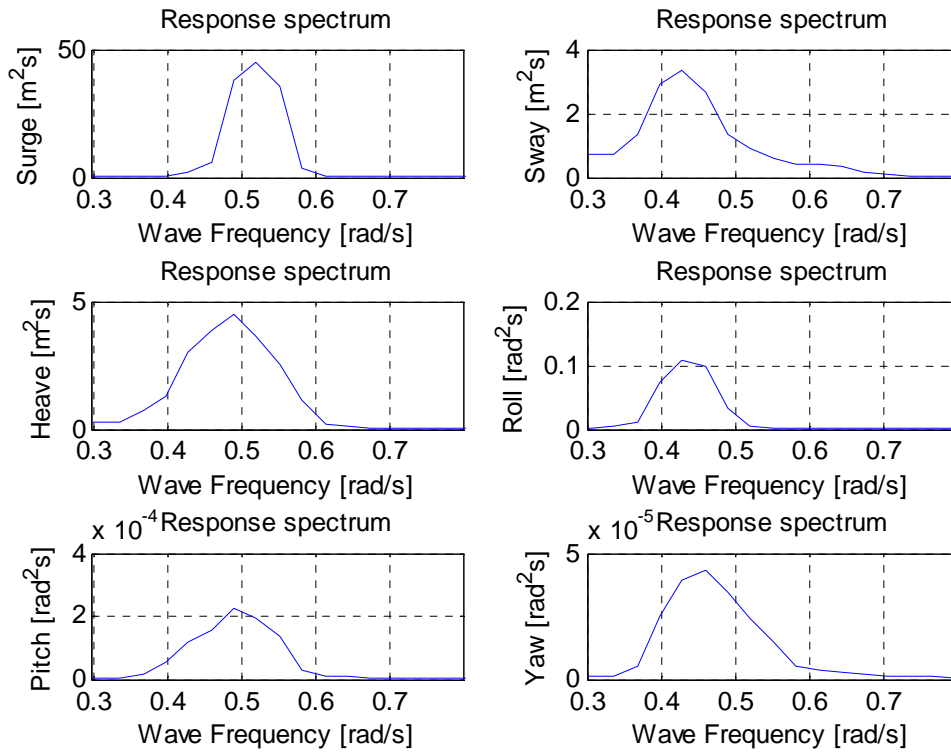 Response spectrum
50
0
Surge [m²s]
0.3 0.4 0.5 0.6 0.7
Wave Frequency [rad/s]
Response spectrum
4
2
0
Sway [m²s]
0.3 0.4 0.5 0.6 0.7
Wave Frequency [rad/s]
Response spectrum
5
0
Heave [m²s]
0.3 0.4 0.5 0.6 0.7
Wave Frequency [rad/s]
Response spectrum
0.2
0.1
0
Roll [rad²s]
0.3 0.4 0.5 0.6 0.7
Wave Frequency [rad/s]
x 10⁻⁴ Response spectrum
4
2
0
Pitch [rad²s]
0.3 0.4 0.5 0.6 0.7
Wave Frequency [rad/s]
x 10⁻⁵ Response spectrum
5
0
Yaw [rad²s]
0.3 0.4 0.5 0.6 0.7
Wave Frequency [rad/s]